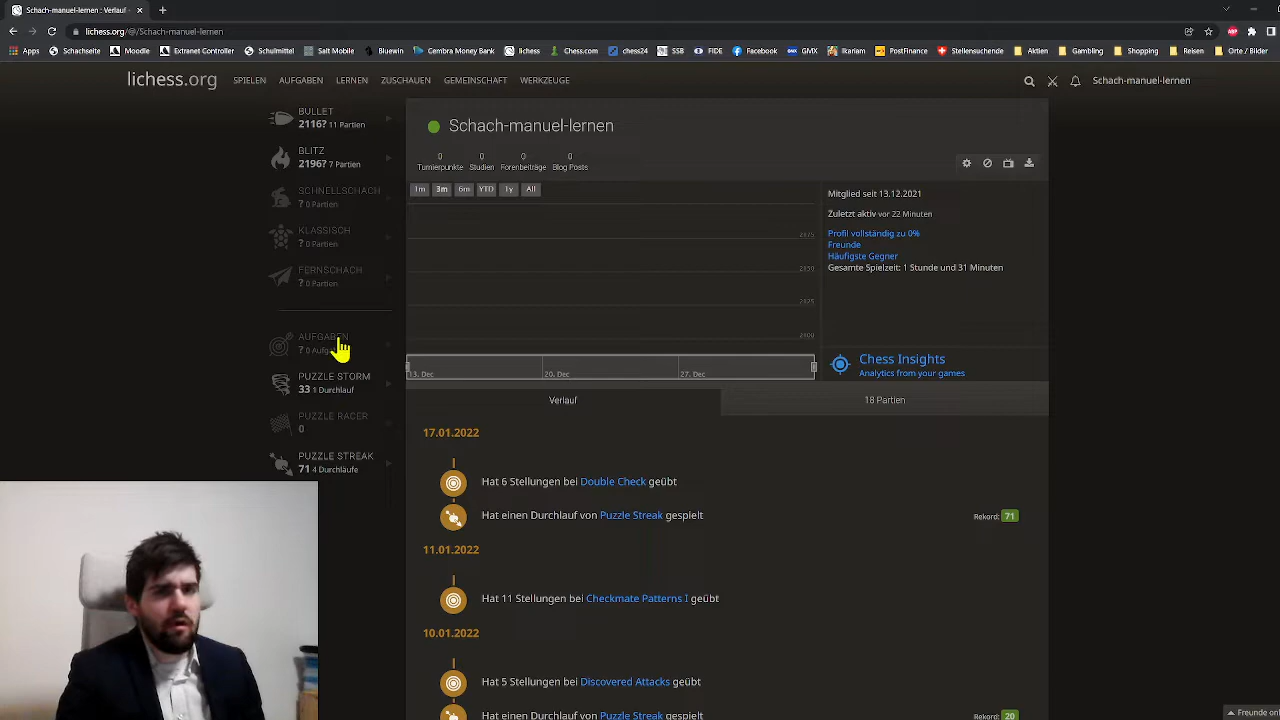 Schach-manuel-lernen : Verlauf ·
lichess.org/@/Schach-manuel-lernen
Apps Schachseite Moodle Extranet Controller Schulmittel Salt Mobile Bluewin Cembra Money Bank lichess Chess.com chess24 SSB FIDE Facebook GMX Ikariam PostFinance Stellensuchende Aktien Gambling Shopping Reisen Orte / Bilder
lichess.org SPIELEN AUFGABEN LERNEN ZUSCHAUEN GEMEINSCHAFT WERKZEUGE Schach-manuel-lernen
BULLET
2116? 11 Partien
BLITZ
2196? 7 Partien
SCHNELLSCHACH
? 0 Partien
KLASSISCH
? 0 Partien
FERNSCHACH
? 0 Partien
AUFGABEN
? 0
PUZZLE STORM
33 1 Durchlauf
PUZZLE RACER
0
PUZZLE STREAK
71 4 Durchläufe
Schach-manuel-lernen
0 0 0 0
Turnierpunkte Studien Forenbeiträge Blog Posts
1m 3m 6m YTD 1y All
2875
2850
2825
2800
13. Dec 20. Dec 27. Dec
Mitglied seit 13.12.2021
Zuletzt aktiv vor 22 Minuten
Profil vollständig zu 0%
Freunde
Häufigste Gegner
Gesamte Spielzeit: 1 Stunde und 31 Minuten
Chess Insights
Analytics from your games
Verlauf 18 Partien
17.01.2022
Hat 6 Stellungen bei Double Check geübt
Hat einen Durchlauf von Puzzle Streak gespielt Rekord: 71
11.01.2022
Hat 11 Stellungen bei Checkmate Patterns I geübt
10.01.2022
Hat 5 Stellungen bei Discovered Attacks geübt
Hat einen Durchlauf von Puzzle Streak gespielt Rekord: 20
Freunde onl